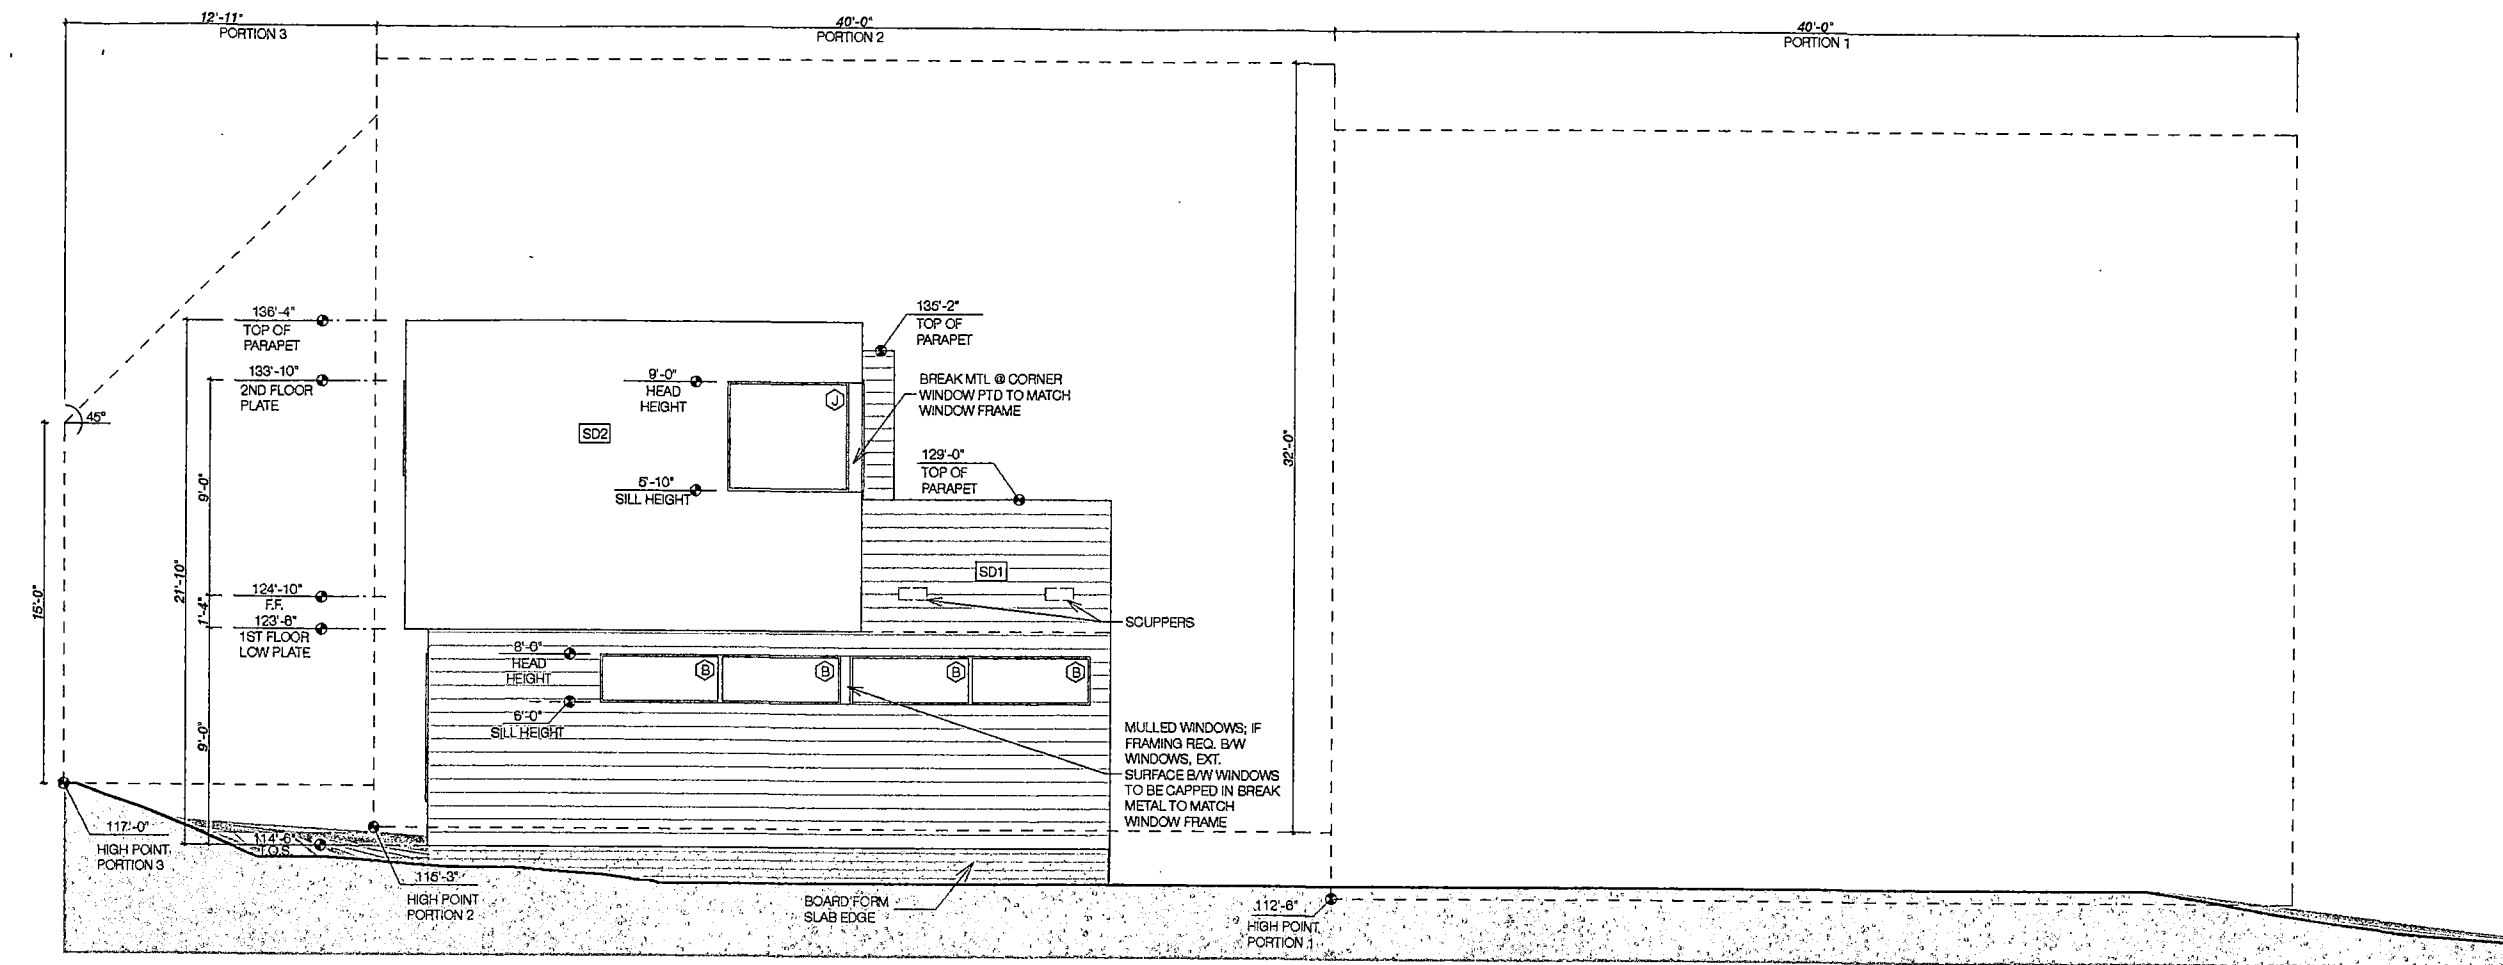 12'-11"
PORTION 3
40'-0"
PORTION 2
40'-0"
PORTION 1
136'-4"
TOP OF
PARAPET
133'-10"
2ND FLOOR
PLATE
45°
9'-0"
21'-10"
15'-0"
1'-4"
124'-10"
F.F.
123'-6"
1ST FLOOR
LOW PLATE
9'-0"
135'-2"
TOP OF
PARAPET
9'-0"
HEAD
HEIGHT
J
BREAK MTL @ CORNER
WINDOW PTD TO MATCH
WINDOW FRAME
SD2
5'-10"
SILL HEIGHT
129'-0"
TOP OF
PARAPET
32'-0"
SD1
SCUPPERS
8'-0"
HEAD
HEIGHT
B
B
B
B
6'-0"
SILL HEIGHT
MULLED WINDOWS; IF
FRAMING REQ. B/W
WINDOWS, EXT.
SURFACE B/W WINDOWS
TO BE CAPPED IN BREAK
METAL TO MATCH
WINDOW FRAME
117'-0"
HIGH POINT
PORTION 3
114'-6"
T.O.S.
115'-3"
HIGH POINT
PORTION 2
BOARD FORM
SLAB EDGE
112'-6"
HIGH POINT
PORTION 1